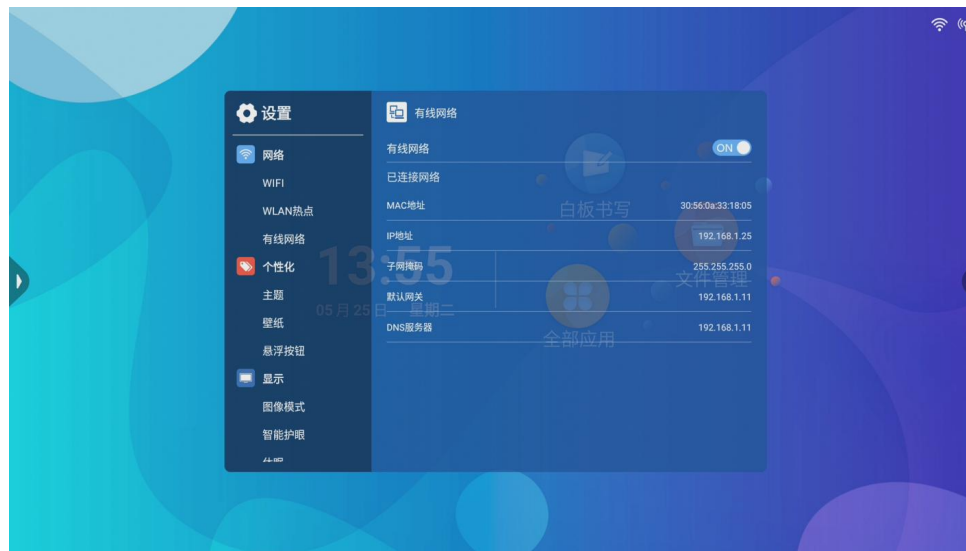 设置
网络
WIFI
WLAN热点
有线网络
个性化
主题
壁纸
悬浮按钮
显示
图像模式
智能护眼
休眠
有线网络
有线网络 ON
已连接网络
MAC地址 30:56:0a:33:18:05
IP地址 192.168.1.25
子网掩码 255.255.255.0
默认网关 192.168.1.11
DNS服务器 192.168.1.11
13:55
05月25日 星期二
白板书写
文件管理
全部应用